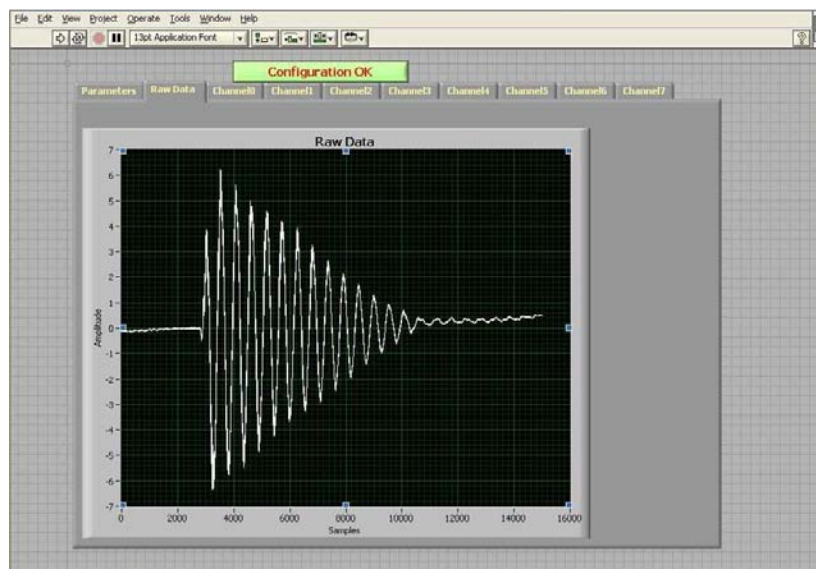 File Edit View Project Operate Tools Window Help
13pt Application Font
Configuration OK
Parameters Raw Data Channel0 Channel1 Channel2 Channel3 Channel4 Channel5 Channel6 Channel7
Raw Data
7
6
5
4
3
2
1
0
-1
-2
-3
-4
-5
-6
-7
Amplitude
0 2000 4000 6000 8000 10000 12000 14000 16000
Samples